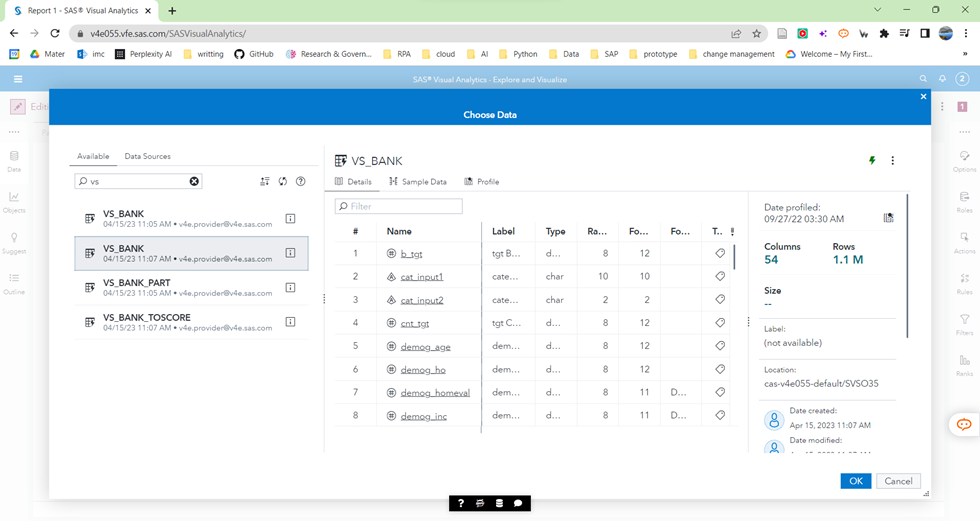 Report 1 - SAS® Visual Analytics
v4e055.vfe.sas.com/SASVisualAnalytics/
Mater
imc
Perplexity AI
writting
GitHub
Research & Govern...
RPA
cloud
AI
Python
Data
SAP
prototype
change management
Welcome – My First...
SAS® Visual Analytics - Explore and Visualize
2
Editi
1
Choose Data
Data
Objects
Suggest
Outline
Available
Data Sources
vs
VS_BANK
04/15/23 11:05 AM • v4e.provider@v4e.sas.com
VS_BANK
04/15/23 11:07 AM • v4e.provider@v4e.sas.com
VS_BANK_PART
04/15/23 11:05 AM • v4e.provider@v4e.sas.com
VS_BANK_TOSCORE
04/15/23 11:07 AM • v4e.provider@v4e.sas.com
VS_BANK
Details
Sample Data
Profile
Filter
# Name Label Type Ra... Fo... Fo... T...
1 b_tgt tgt B... d... 8 12
2 cat_input1 cate... char 10 10
3 cat_input2 cate... char 2 2
4 cnt_tgt tgt C... d... 8 12
5 demog_age dem... d... 8 12
6 demog_ho dem... d... 8 12
7 demog_homeval dem... d... 8 11 D...
8 demog_inc dem... d... 8 11 D...
Date profiled:
09/27/22 03:30 AM
Columns Rows
54 1.1 M
Size
--
Label:
(not available)
Location:
cas-v4e055-default/SVSO35
Date created:
Apr 15, 2023 11:07 AM
Date modified:
OK
Cancel
Options
Roles
Actions
Rules
Filters
Ranks